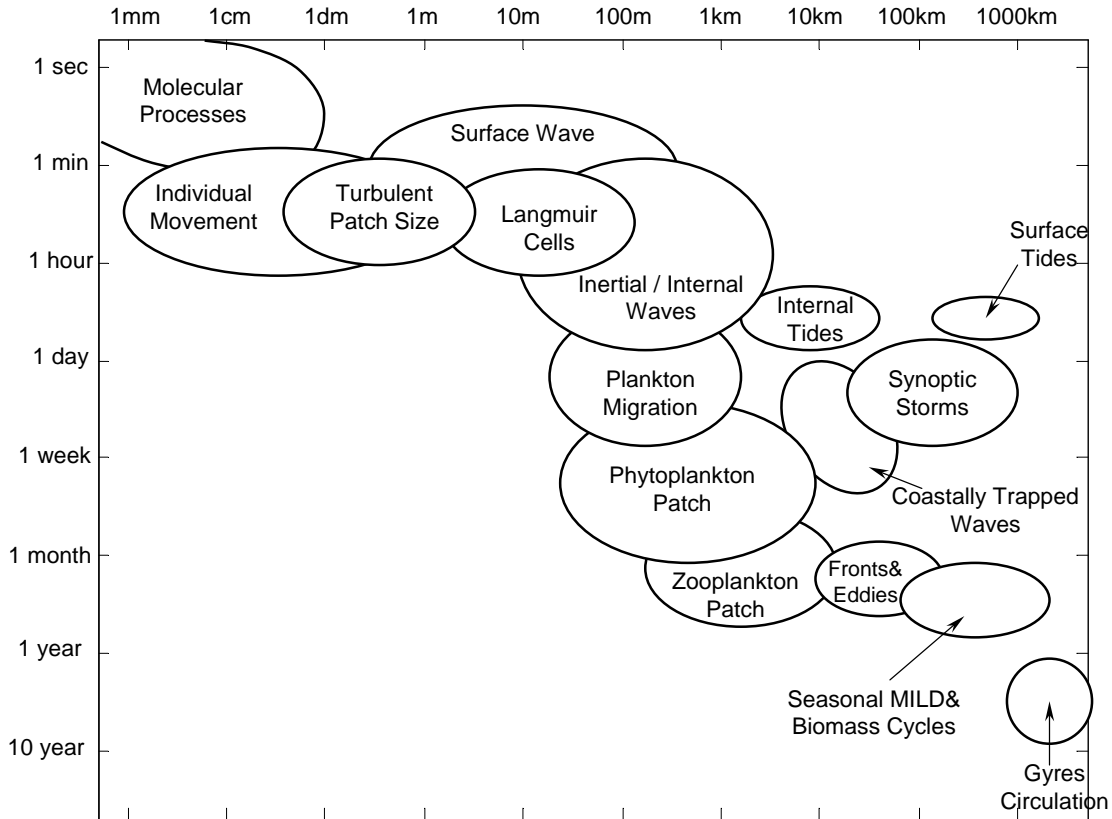 1mm 1cm 1dm 1m 10m 100m 1km 10km 100km 1000km
1 sec
1 min
1 hour
1 day
1 week
1 month
1 year
10 year
Molecular
Processes
Surface Wave
Individual
Movement
Turbulent
Patch Size
Langmuir
Cells
Inertial / Internal
Waves
Internal
Tides
Surface
Tides
Plankton
Migration
Synoptic
Storms
Phytoplankton
Patch
Coastally Trapped
Waves
Zooplankton
Patch
Fronts&
Eddies
Seasonal MILD&
Biomass Cycles
Gyres
Circulation